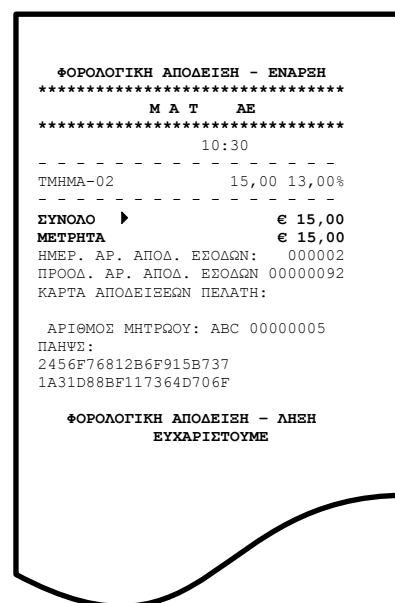 ΦΟΡΟΛΟΓΙΚΗ ΑΠΟΔΕΙΞΗ - ΕΝΑΡΞΗ
********************************
Μ Α Τ ΑΕ
********************************
10:30
- - - - - - - - - - - - - - - -
ΤΜΗΜΑ-02 15,00 13,00%
- - - - - - - - - - - - - - - -
ΣΥΝΟΛΟ € 15,00
ΜΕΤΡΗΤΑ € 15,00
ΗΜΕΡ. ΑΡ. ΑΠΟΔ. ΕΣΟΔΩΝ: 000002
ΠΡΟΟΔ. ΑΡ. ΑΠΟΔ. ΕΣΟΔΩΝ 00000092
ΚΑΡΤΑ ΑΠΟΔΕΙΞΕΩΝ ΠΕΛΑΤΗ:
ΑΡΙΘΜΟΣ ΜΗΤΡΩΟΥ: ABC 00000005
ΠΑΗΨΣ:
2456F76812B6F915B737
1A31D88BF117364D706F
ΦΟΡΟΛΟΓΙΚΗ ΑΠΟΔΕΙΞΗ – ΛΗΞΗ
ΕΥΧΑΡΙΣΤΟΥΜΕ